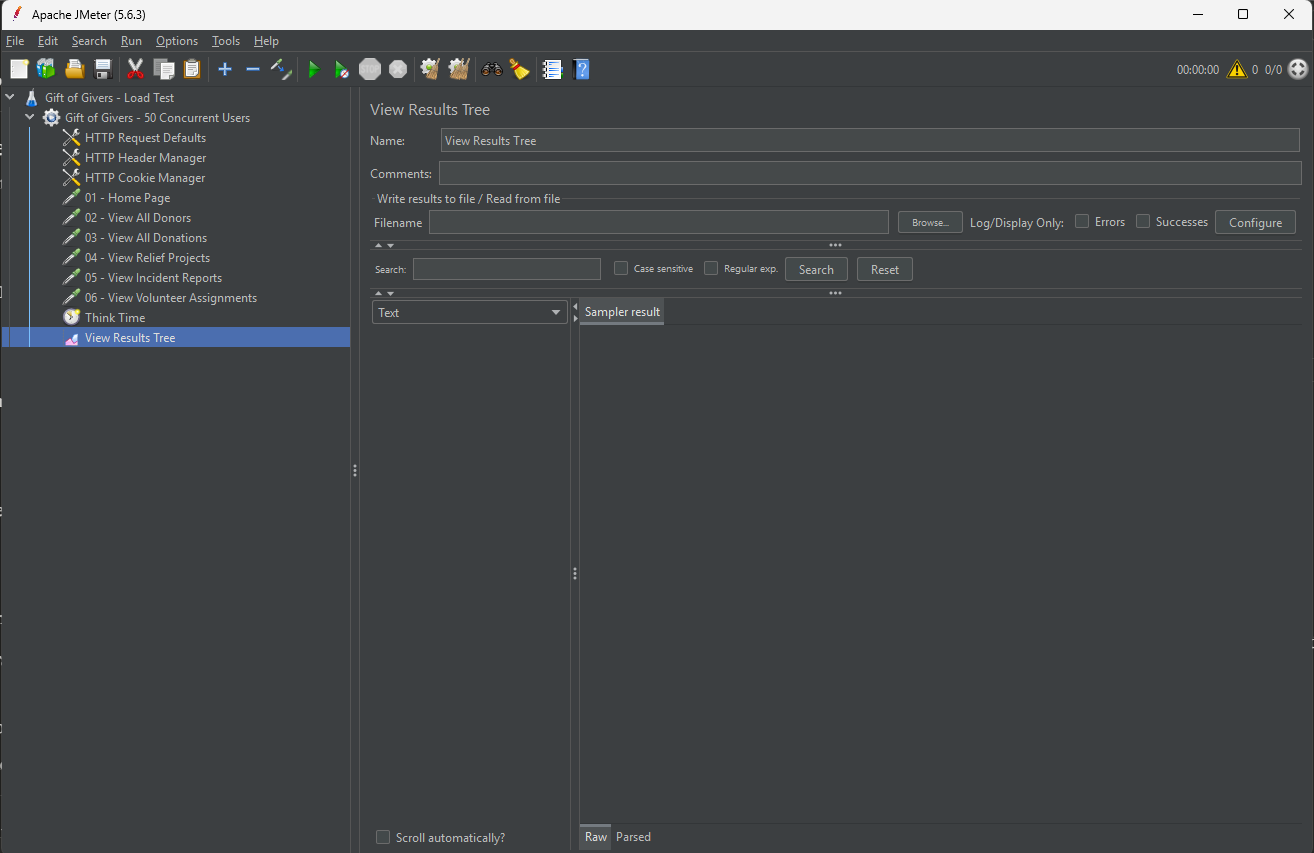 Apache JMeter (5.6.3)
File Edit Search Run Options Tools Help
STOP 00:00:00 0 0/0
Gift of Givers - Load Test
Gift of Givers - 50 Concurrent Users
HTTP Request Defaults
HTTP Header Manager
HTTP Cookie Manager
01 - Home Page
02 - View All Donors
03 - View All Donations
04 - View Relief Projects
05 - View Incident Reports
06 - View Volunteer Assignments
Think Time
View Results Tree
View Results Tree
Name: View Results Tree
Comments:
Write results to file / Read from file
Filename Browse... Log/Display Only: Errors Successes Configure
Search: Case sensitive Regular exp. Search Reset
Text Sampler result
Scroll automatically? Raw Parsed